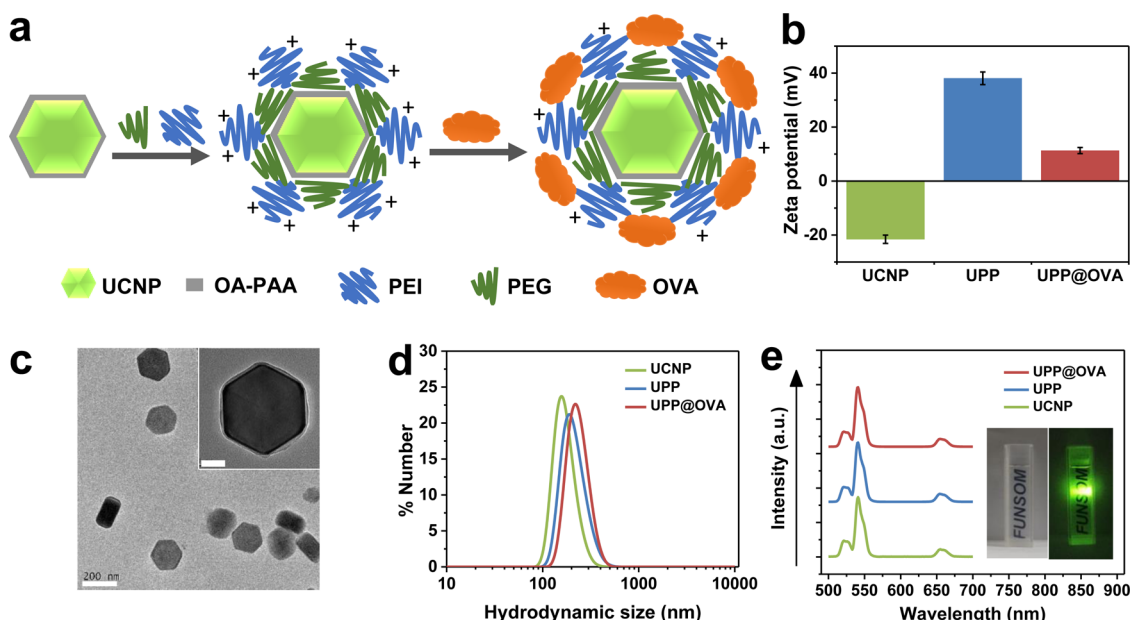 a
+ + + + + + + +
+ + + + + + + +
UCNP OA-PAA PEI PEG OVA
b
Zeta potential (mV)
40
20
0
-20
UCNP UPP UPP@OVA
c
200 nm
d
% Number
30
25
20
15
10
5
0
UCNP
UPP
UPP@OVA
10 100 1000 10000
Hydrodynamic size (nm)
e
Intensity (a.u.)
UPP@OVA
UPP
UCNP
FUNSOM
FUNSOM
500 550 600 650 700 750 800 850 900
Wavelength (nm)